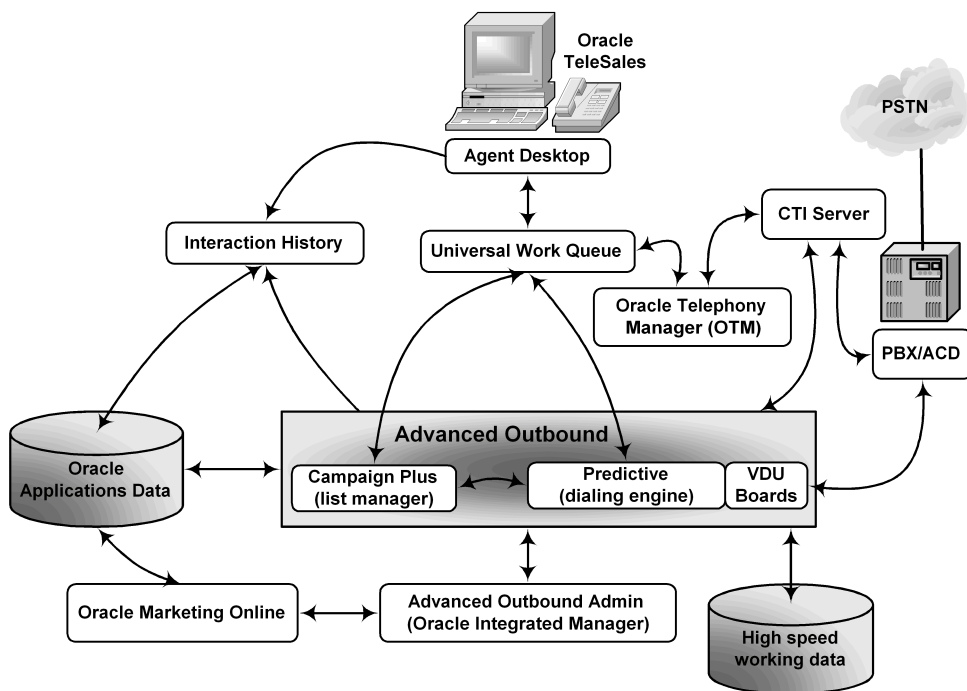 Oracle
TeleSales
PSTN
Agent Desktop
CTI Server
Interaction History
Universal Work Queue
Oracle Telephony
Manager (OTM)
PBX/ACD
Advanced Outbound
Oracle
Applications Data
Campaign Plus
(list manager)
Predictive
(dialing engine)
VDU
Boards
Oracle Marketing Online
Advanced Outbound Admin
(Oracle Integrated Manager)
High speed
working data